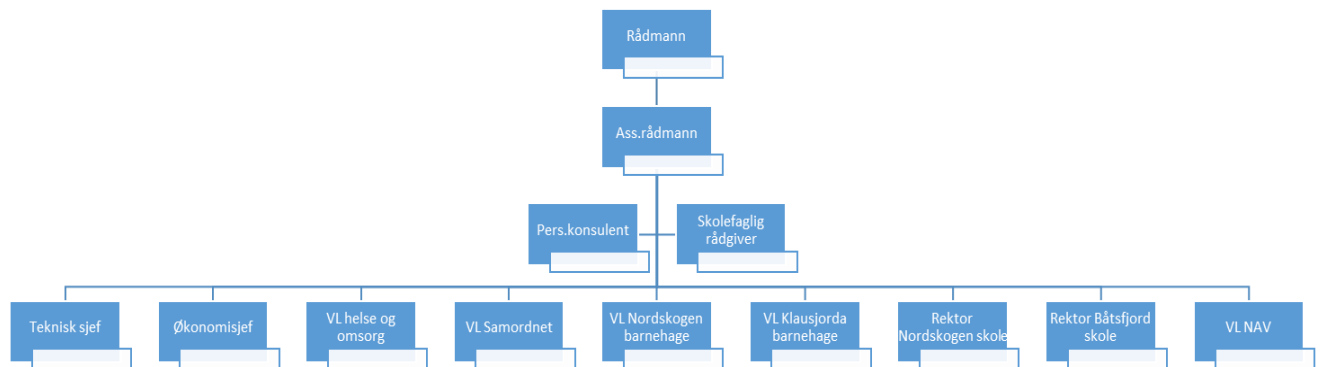 Rådmann
Ass.rådmann
Pers.konsulent
Skolefaglig
rådgiver
Teknisk sjef
Økonomisjef
VL helse og
omsorg
VL Samordnet
VL Nordskogen
barnehage
VL Klausjorda
barnehage
Rektor
Nordskogen skole
Rektor Båtsfjord
skole
VL NAV